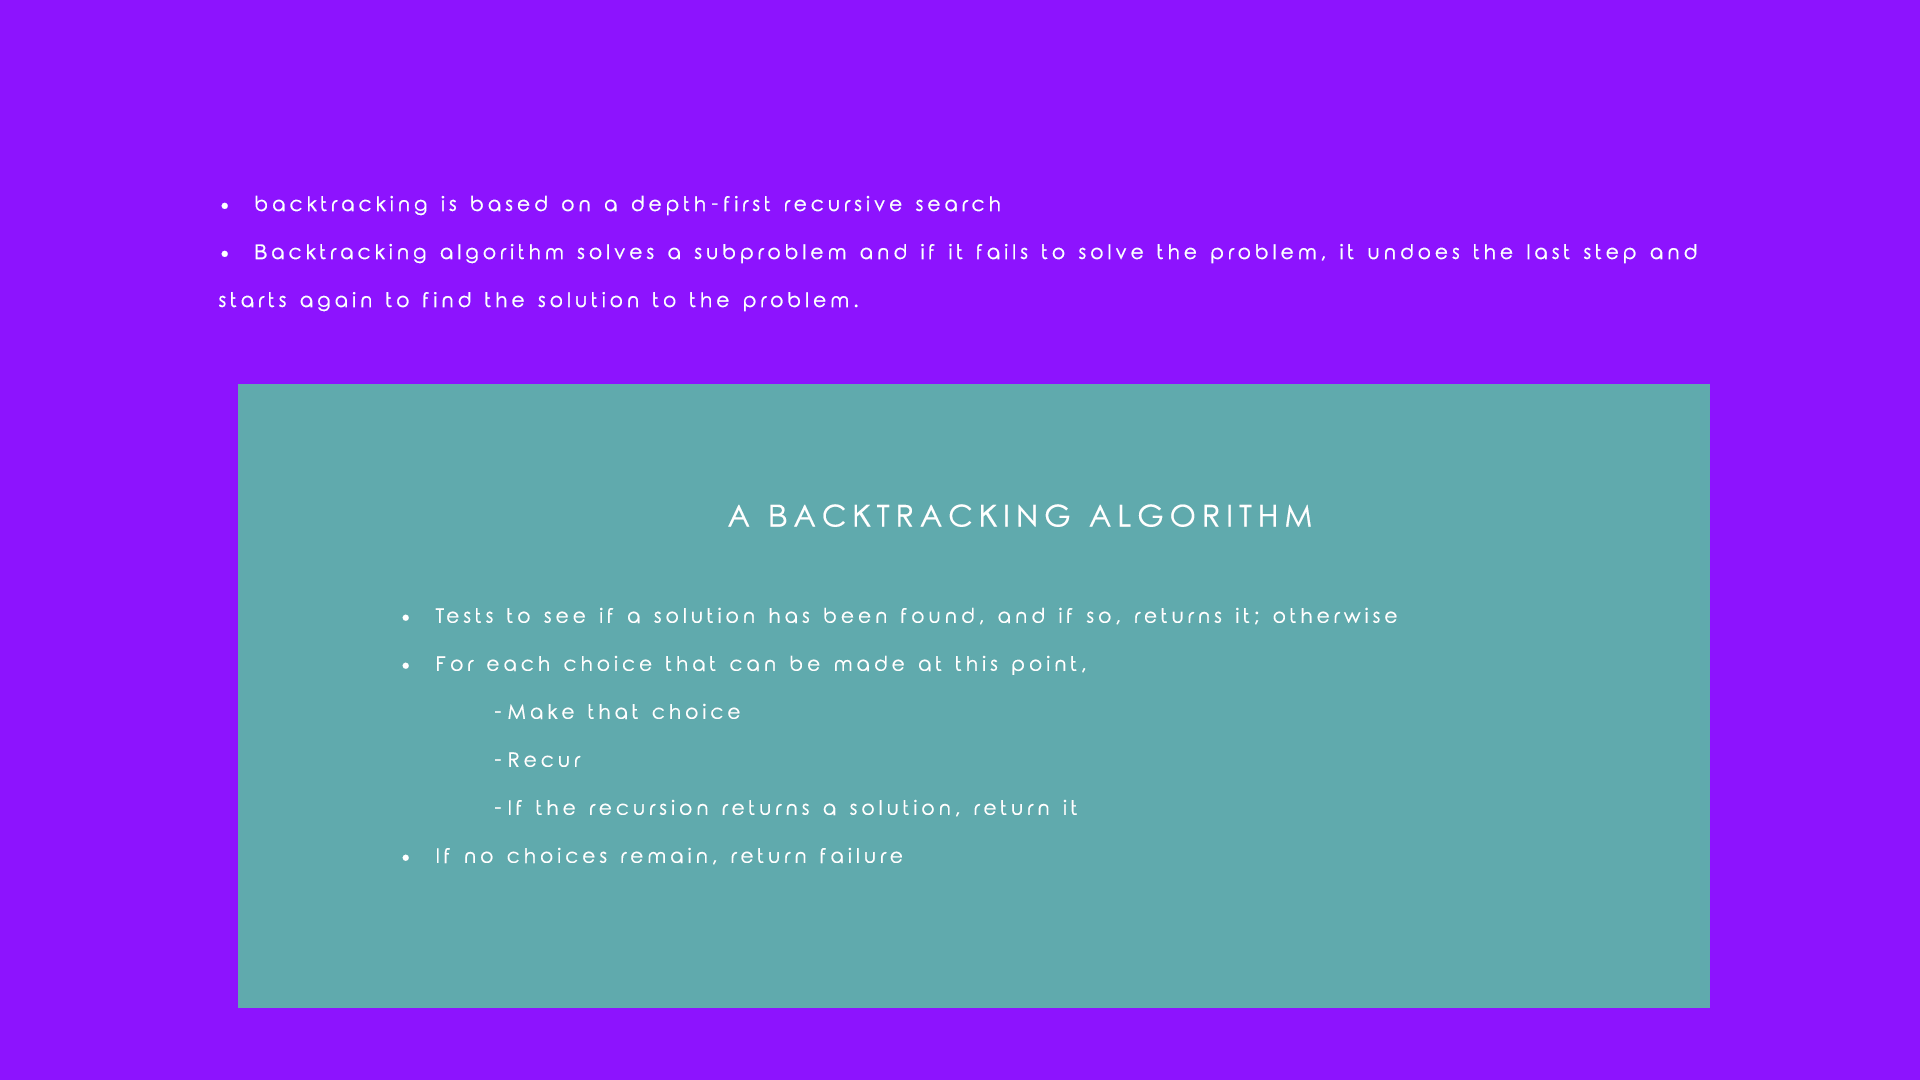 • backtracking is based on a depth-first recursive search
• Backtracking algorithm solves a subproblem and if it fails to solve the problem, it undoes the last step and
starts again to find the solution to the problem.
A BACKTRACKING ALGORITHM
• Tests to see if a solution has been found, and if so, returns it; otherwise
• For each choice that can be made at this point,
-Make that choice
-Recur
-If the recursion returns a solution, return it
• If no choices remain, return failure